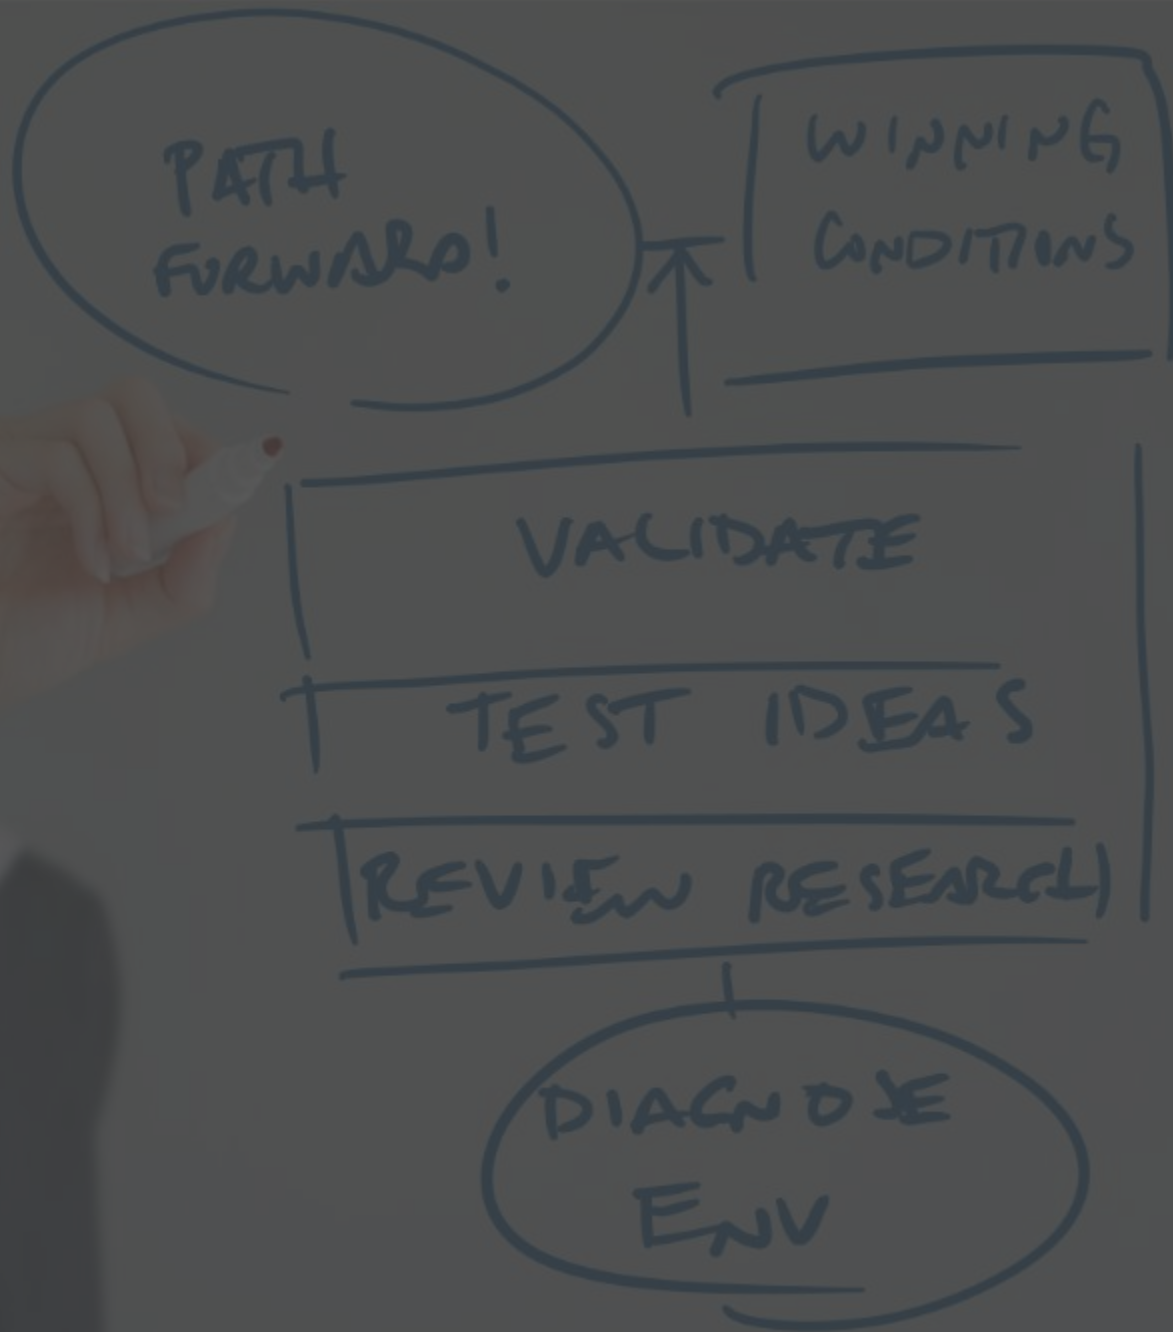 PATH
FORWARD!
WINNING
CONDITIONS
VALIDATE
TEST IDEAS
REVIEW RESEARCH
DIAGNOSE
ENV